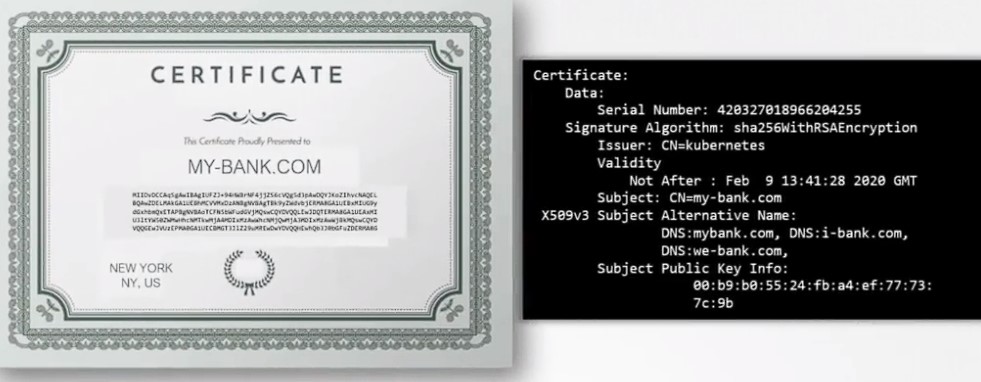 CERTIFICATE
This Certificate Proudly Presented to
MY-BANK.COM
NEW YORK
NY, US
Certificate:
Data:
Serial Number: 420327018966204255
Signature Algorithm: sha256WithRSAEncryption
Issuer: CN=kubernetes
Validity
Not After : Feb  9 13:41:28 2020 GMT
Subject: CN=my-bank.com
X509v3 Subject Alternative Name:
DNS:mybank.com, DNS:i-bank.com,
DNS:we-bank.com,
Subject Public Key Info:
00:b9:b0:55:24:fb:a4:ef:77:73:
7c:9b